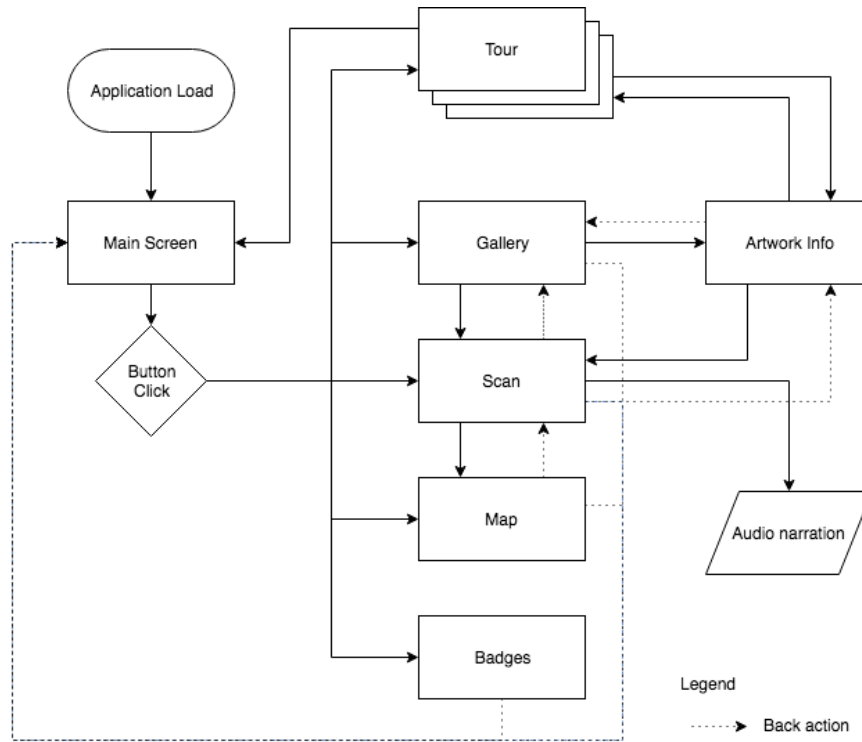 Tour
Application Load
Main Screen
Gallery
Artwork Info
Button
Click
Scan
Map
Audio narration
Badges
Legend
Back action